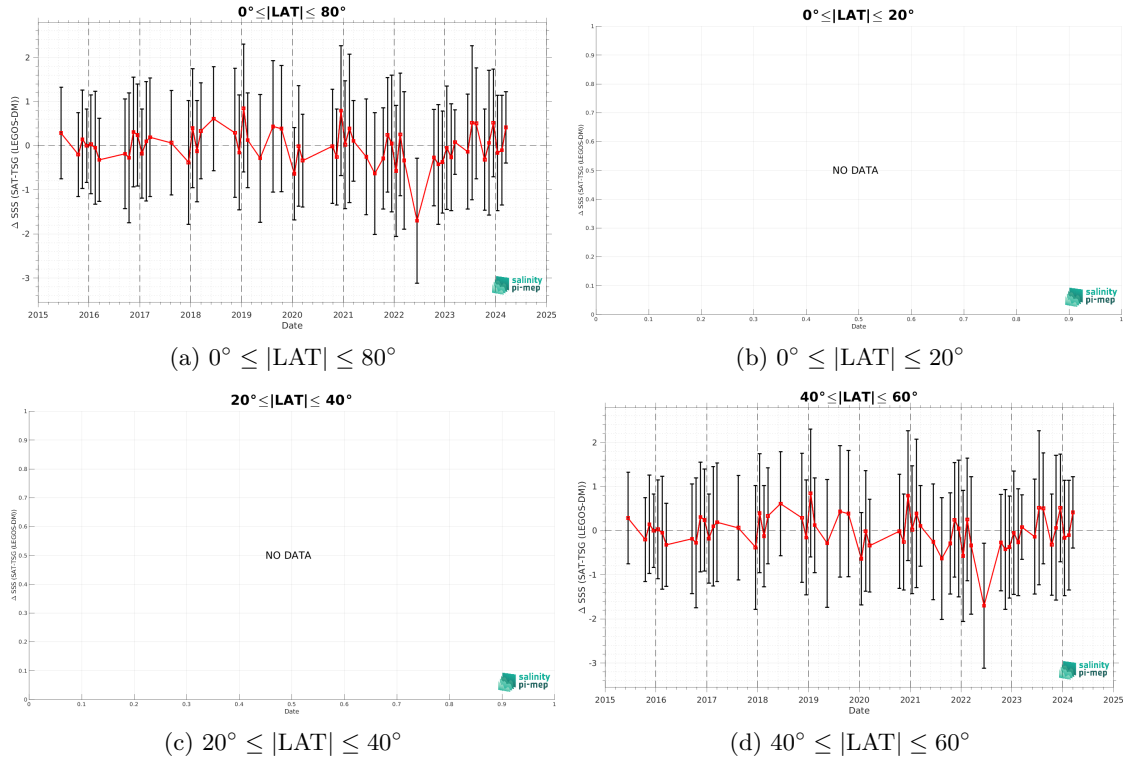 0°≤|LAT|≤ 80°
Δ SSS (SAT-TSG (LEGOS-DM))
2
1
0
-1
-2
-3
2015 2016 2017 2018 2019 2020 2021 2022 2023 2024 2025
Date
salinity
pi-mep
(a) 0° ≤ |LAT| ≤ 80°
0°≤|LAT|≤ 20°
Δ SSS (SAT-TSG (LEGOS-DM))
1
0.9
0.8
0.7
0.6
0.5
0.4
0.3
0.2
0.1
0
NO DATA
0 0.1 0.2 0.3 0.4 0.5 0.6 0.7 0.8 0.9 1
Date
salinity
pi-mep
(b) 0° ≤ |LAT| ≤ 20°
20°≤|LAT|≤ 40°
Δ SSS (SAT-TSG (LEGOS-DM))
1
0.9
0.8
0.7
0.6
0.5
0.4
0.3
0.2
0.1
0
NO DATA
0 0.1 0.2 0.3 0.4 0.5 0.6 0.7 0.8 0.9 1
Date
salinity
pi-mep
(c) 20° ≤ |LAT| ≤ 40°
40°≤|LAT|≤ 60°
Δ SSS (SAT-TSG (LEGOS-DM))
2
1
0
-1
-2
-3
2015 2016 2017 2018 2019 2020 2021 2022 2023 2024 2025
Date
salinity
pi-mep
(d) 40° ≤ |LAT| ≤ 60°